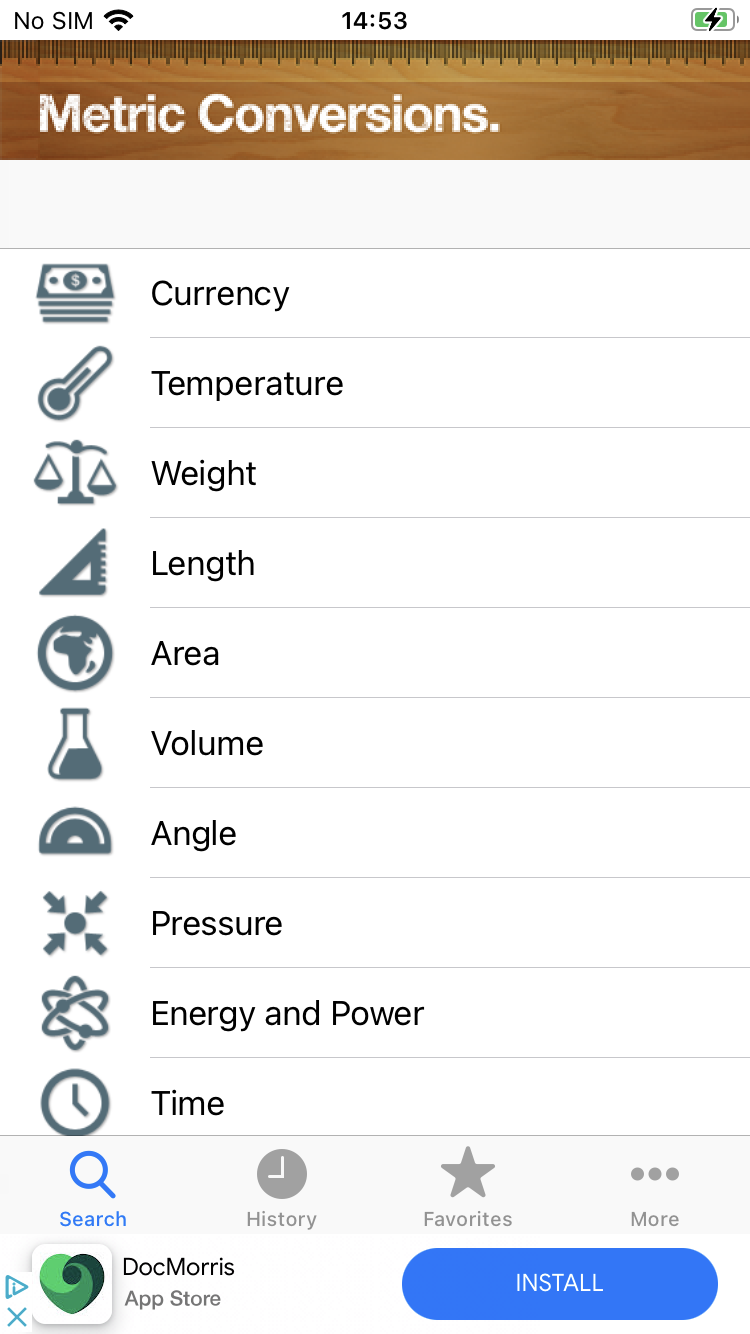 No SIM 14:53
Metric Conversions.
$
Currency
Temperature
Weight
Length
Area
Volume
Angle
Pressure
Energy and Power
Time
Search History Favorites More
DocMorris
App Store
INSTALL